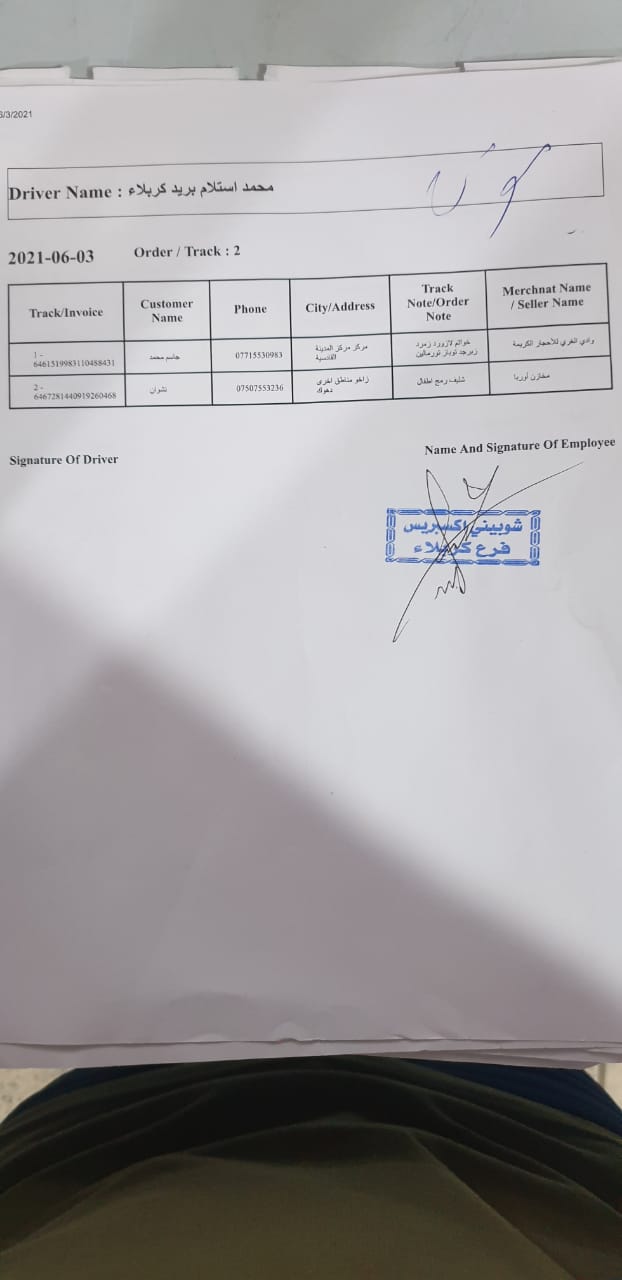 6/3/2021
Driver Name : محمد استلام بريد كربلاء
2021-06-03 Order / Track : 2
Track/Invoice Customer Name Phone City/Address Track Note/Order Note Merchnat Name / Seller Name
1 - 6461519983110488431 جاسم محمد 07715530983 مركز مركز المدينة القادسية خواتم لازورد زمرد زبرجد توباز تورمالين وادي الغري للأحجار الكريمة
2 - 6467281440919260468 نشوان 07507553236 زاخو مناطق اخرى دهوك شليف رمح اطفال مخازن أوربا
Signature Of Driver Name And Signature Of Employee
شوبيني اكسبريس
فرع كربلاء